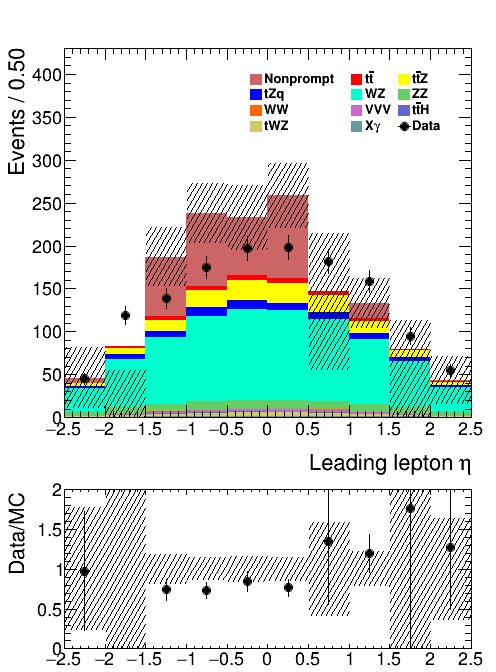 Events / 0.50
400
350
300
250
200
150
100
50
0
Nonprompt tt̄ tt̄Z
tZq WZ ZZ
WW VVV tt̄H
tWZ Xγ Data
−2.5 −2 −1.5 −1 −0.5 0 0.5 1 1.5 2 2.5
Leading lepton η
Data/MC
2
1.5
1
0.5
0
−2.5 −2 −1.5 −1 −0.5 0 0.5 1 1.5 2 2.5